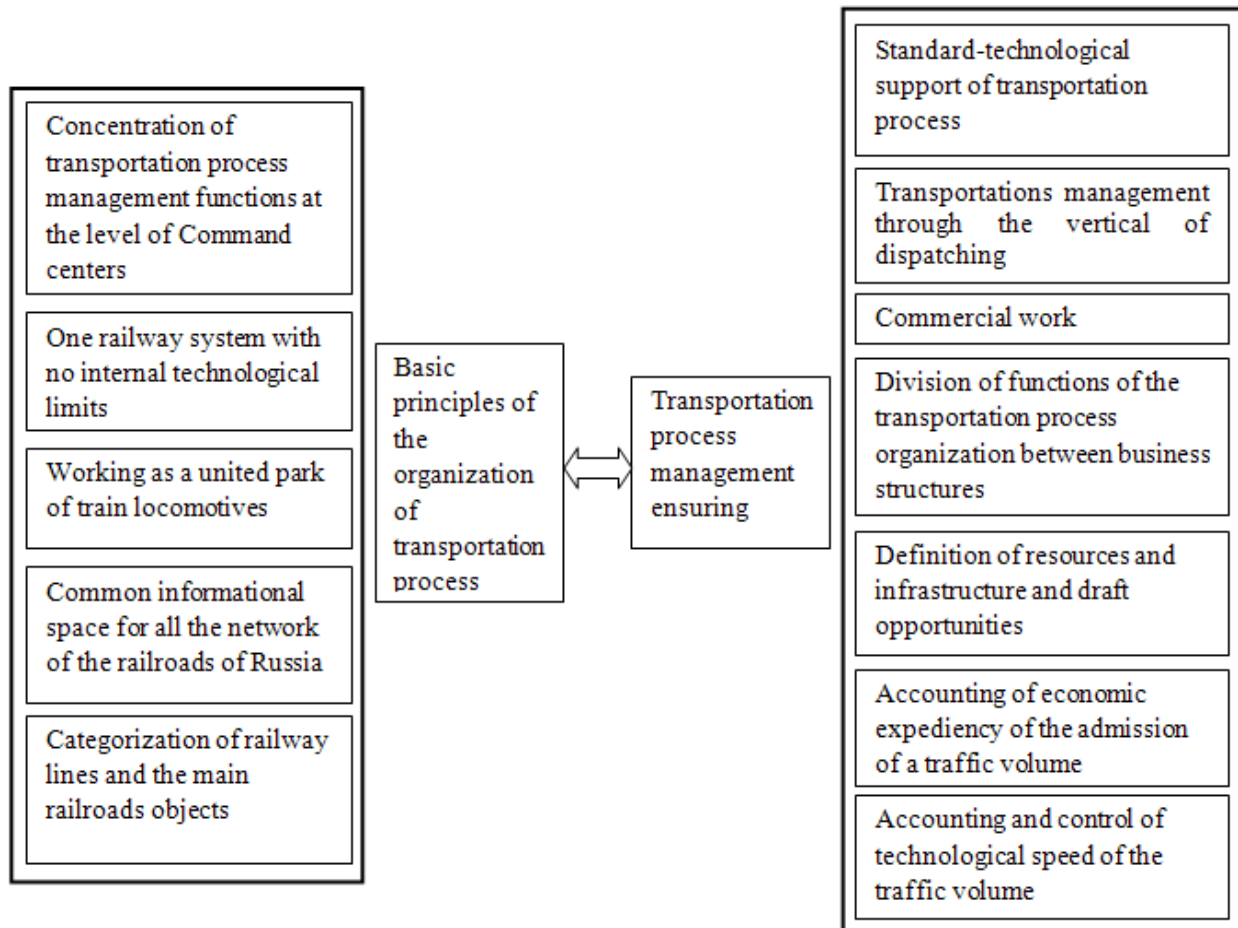 Concentration of
transportation process
management functions at
the level of Command
centers
One railway system with
no internal technological
limits
Working as a united park
of train locomotives
Common informational
space for all the network
of the railroads of Russia
Categorization of railway
lines and the main
railroads objects
Basic
principles of
the
organization
of
transportation
process
Transportation
process
management
ensuring
Standard-technological
support of transportation
process
Transportations management
through the vertical of
dispatching
Commercial work
Division of functions of the
transportation process
organization between business
structures
Definition of resources and
infrastructure and draft
opportunities
Accounting of economic
expediency of the admission
of a traffic volume
Accounting and control of
technological speed of the
traffic volume